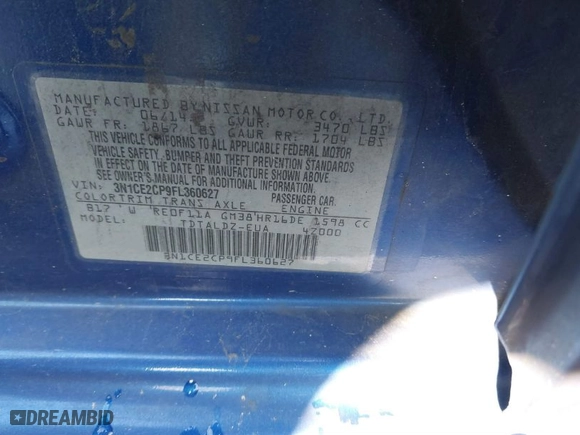 MANUFACTURED BY NISSAN MOTOR CO., LTD.
DATE: 06/14 GVWR: 3470 LBS
GAWR FR: 1867 LBS GAWR RR: 1704 LBS
THIS VEHICLE CONFORMS TO ALL APPLICABLE FEDERAL MOTOR
VEHICLE SAFETY, BUMPER AND THEFT PREVENTION STANDARDS
IN EFFECT ON THE DATE OF MANUFACTURE SHOWN ABOVE.
SEE OWNER'S MANUAL FOR ADDITIONAL INFORMATION.
VIN: 3N1CE2CP9FL360627 PASSENGER CAR.
COLOR TRIM TRANS AXLE ENGINE
B17 W RE0F11A GM38 HR16DE 1598 CC
MODEL: TDTALDZ-EUA 47000
3N1CE2CP9FL360627
DREAMBID